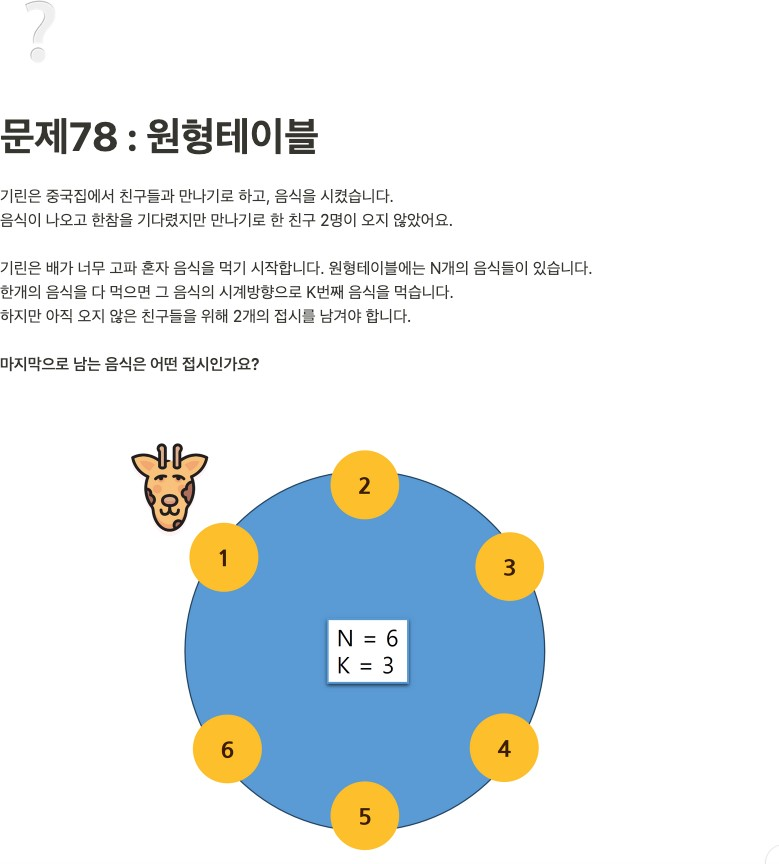 ?
문제78 : 원형테이블
기린은 중국집에서 친구들과 만나기로 하고, 음식을 시켰습니다.
음식이 나오고 한참을 기다렸지만 만나기로 한 친구 2명이 오지 않았어요.
기린은 배가 너무 고파 혼자 음식을 먹기 시작합니다. 원형테이블에는 N개의 음식들이 있습니다.
한개의 음식을 다 먹으면 그 음식의 시계방향으로 K번째 음식을 먹습니다.
하지만 아직 오지 않은 친구들을 위해 2개의 접시를 남겨야 합니다.
마지막으로 남는 음식은 어떤 접시인가요?
2
1
3
N = 6
K = 3
6
4
5